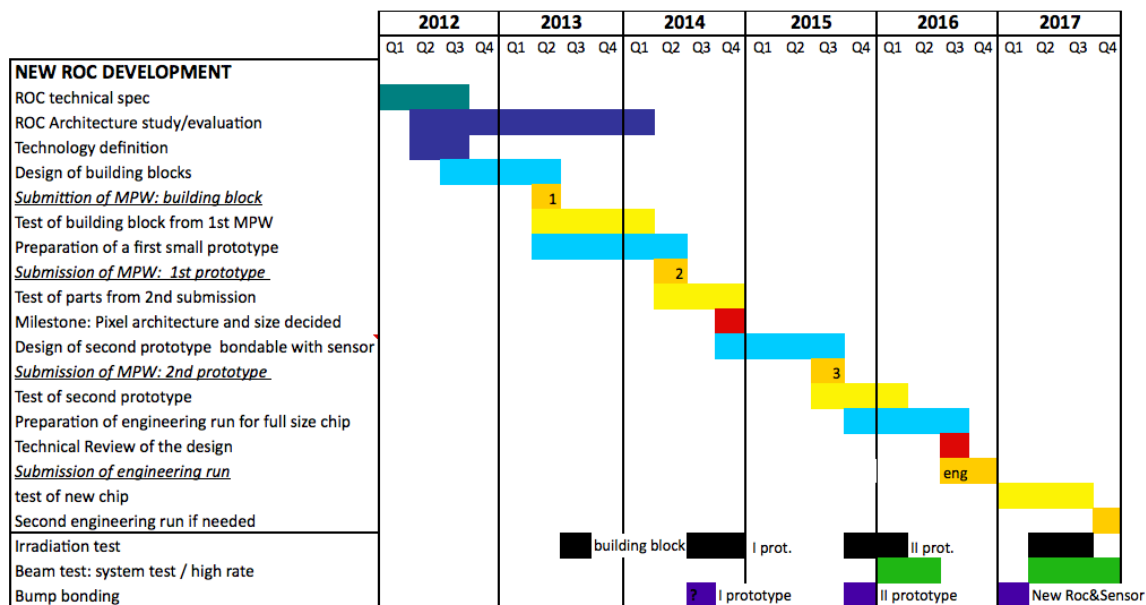 2012 2013 2014 2015 2016 2017
Q1 Q2 Q3 Q4 Q1 Q2 Q3 Q4 Q1 Q2 Q3 Q4 Q1 Q2 Q3 Q4 Q1 Q2 Q3 Q4 Q1 Q2 Q3 Q4
NEW ROC DEVELOPMENT
ROC technical spec
ROC Architecture study/evaluation
Technology definition
Design of building blocks
Submittion of MPW: building block 1
Test of building block from 1st MPW
Preparation of a first small prototype
Submission of MPW: 1st prototype 2
Test of parts from 2nd submission
Milestone: Pixel architecture and size decided
Design of second prototype bondable with sensor
Submission of MPW: 2nd prototype 3
Test of second prototype
Preparation of engineering run for full size chip
Technical Review of the design
Submission of engineering run eng
test of new chip
Second engineering run if needed
Irradiation test building block I prot. II prot.
Beam test: system test / high rate
Bump bonding ? I prototype II prototype New Roc&Sensor